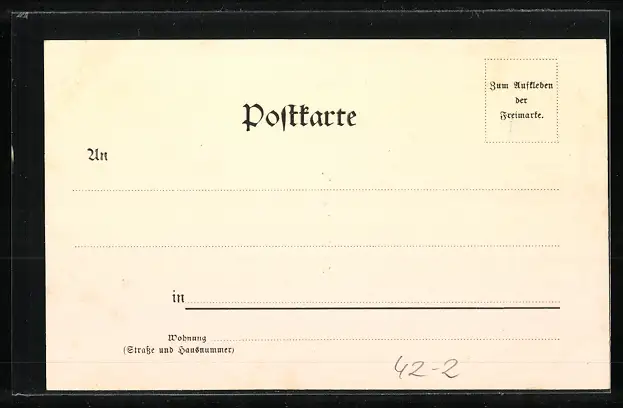 Zum Aufkleben
der
Freimarke.
Postkarte
An
in
Wohnung
(Straße und Hausnummer)
42-2